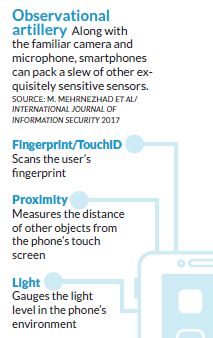 Observational
artillery Along with
the familiar camera and
microphone, smartphones
can pack a slew of other ex-
quisitely sensitive sensors.
SOURCE: M. MEHRNEZHAD ET AL/
INTERNATIONAL JOURNAL OF
INFORMATION SECURITY 2017
Fingerprint/TouchID
Scans the user's
fingerprint
Proximity
Measures the distance
of other objects from
the phone's touch
screen
Light
Gauges the light
level in the phone's
environment